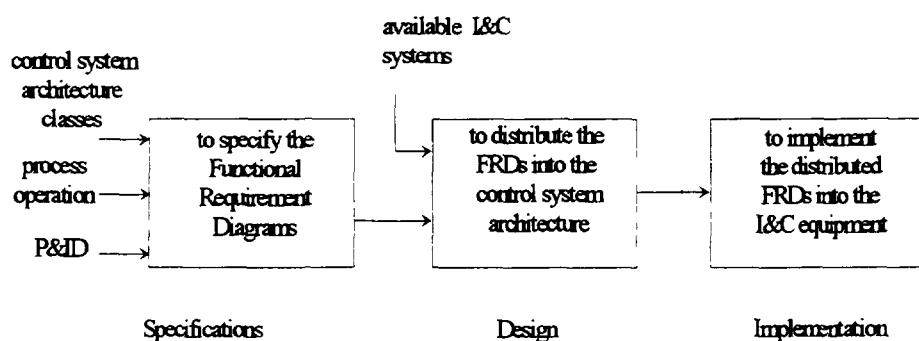 available I&C
systems
control system
architecture
classes
process
operation
P&ID
to specify the
Functional
Requirement
Diagrams
to distribute the
FRDs into the
control system
architecture
to implement
the distributed
FRDs into the
I&C equipment
Specifications
Design
Implementation